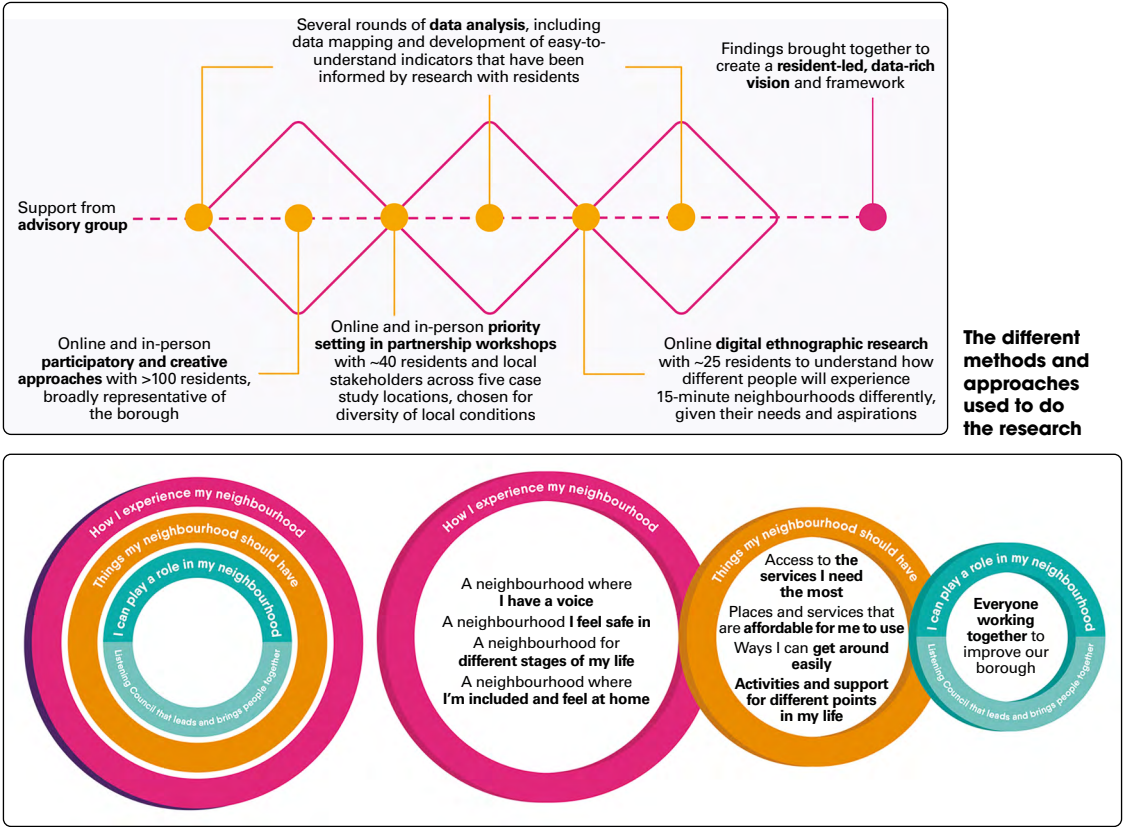 Several rounds of data analysis, including
data mapping and development of easy-to-
understand indicators that have been
informed by research with residents
Findings brought together to
create a resident-led, data-rich
vision and framework
Support from
advisory group
Online and in-person
participatory and creative
approaches with >100 residents,
broadly representative of
the borough
Online and in-person priority
setting in partnership workshops
with ~40 residents and local
stakeholders across five case
study locations, chosen for
diversity of local conditions
Online digital ethnographic research
with ~25 residents to understand how
different people will experience
15-minute neighbourhoods differently,
given their needs and aspirations
The different
methods and
approaches
used to do
the research
How I experience my neighbourhood
Things my neighbourhood should have
I can play a role in my neighbourhood
Listening Council that leads and brings people together
How I experience my neighbourhood
A neighbourhood where
I have a voice
A neighbourhood I feel safe in
A neighbourhood for
different stages of my life
A neighbourhood where
I'm included and feel at home
Things my neighbourhood should have
Access to the
services I need
the most
Places and services that
are affordable for me to use
Ways I can get around
easily
Activities and support
for different points
in my life
I can play a role in my neighbourhood
Everyone
working
together to
improve our
borough
Listening Council that leads and brings people together